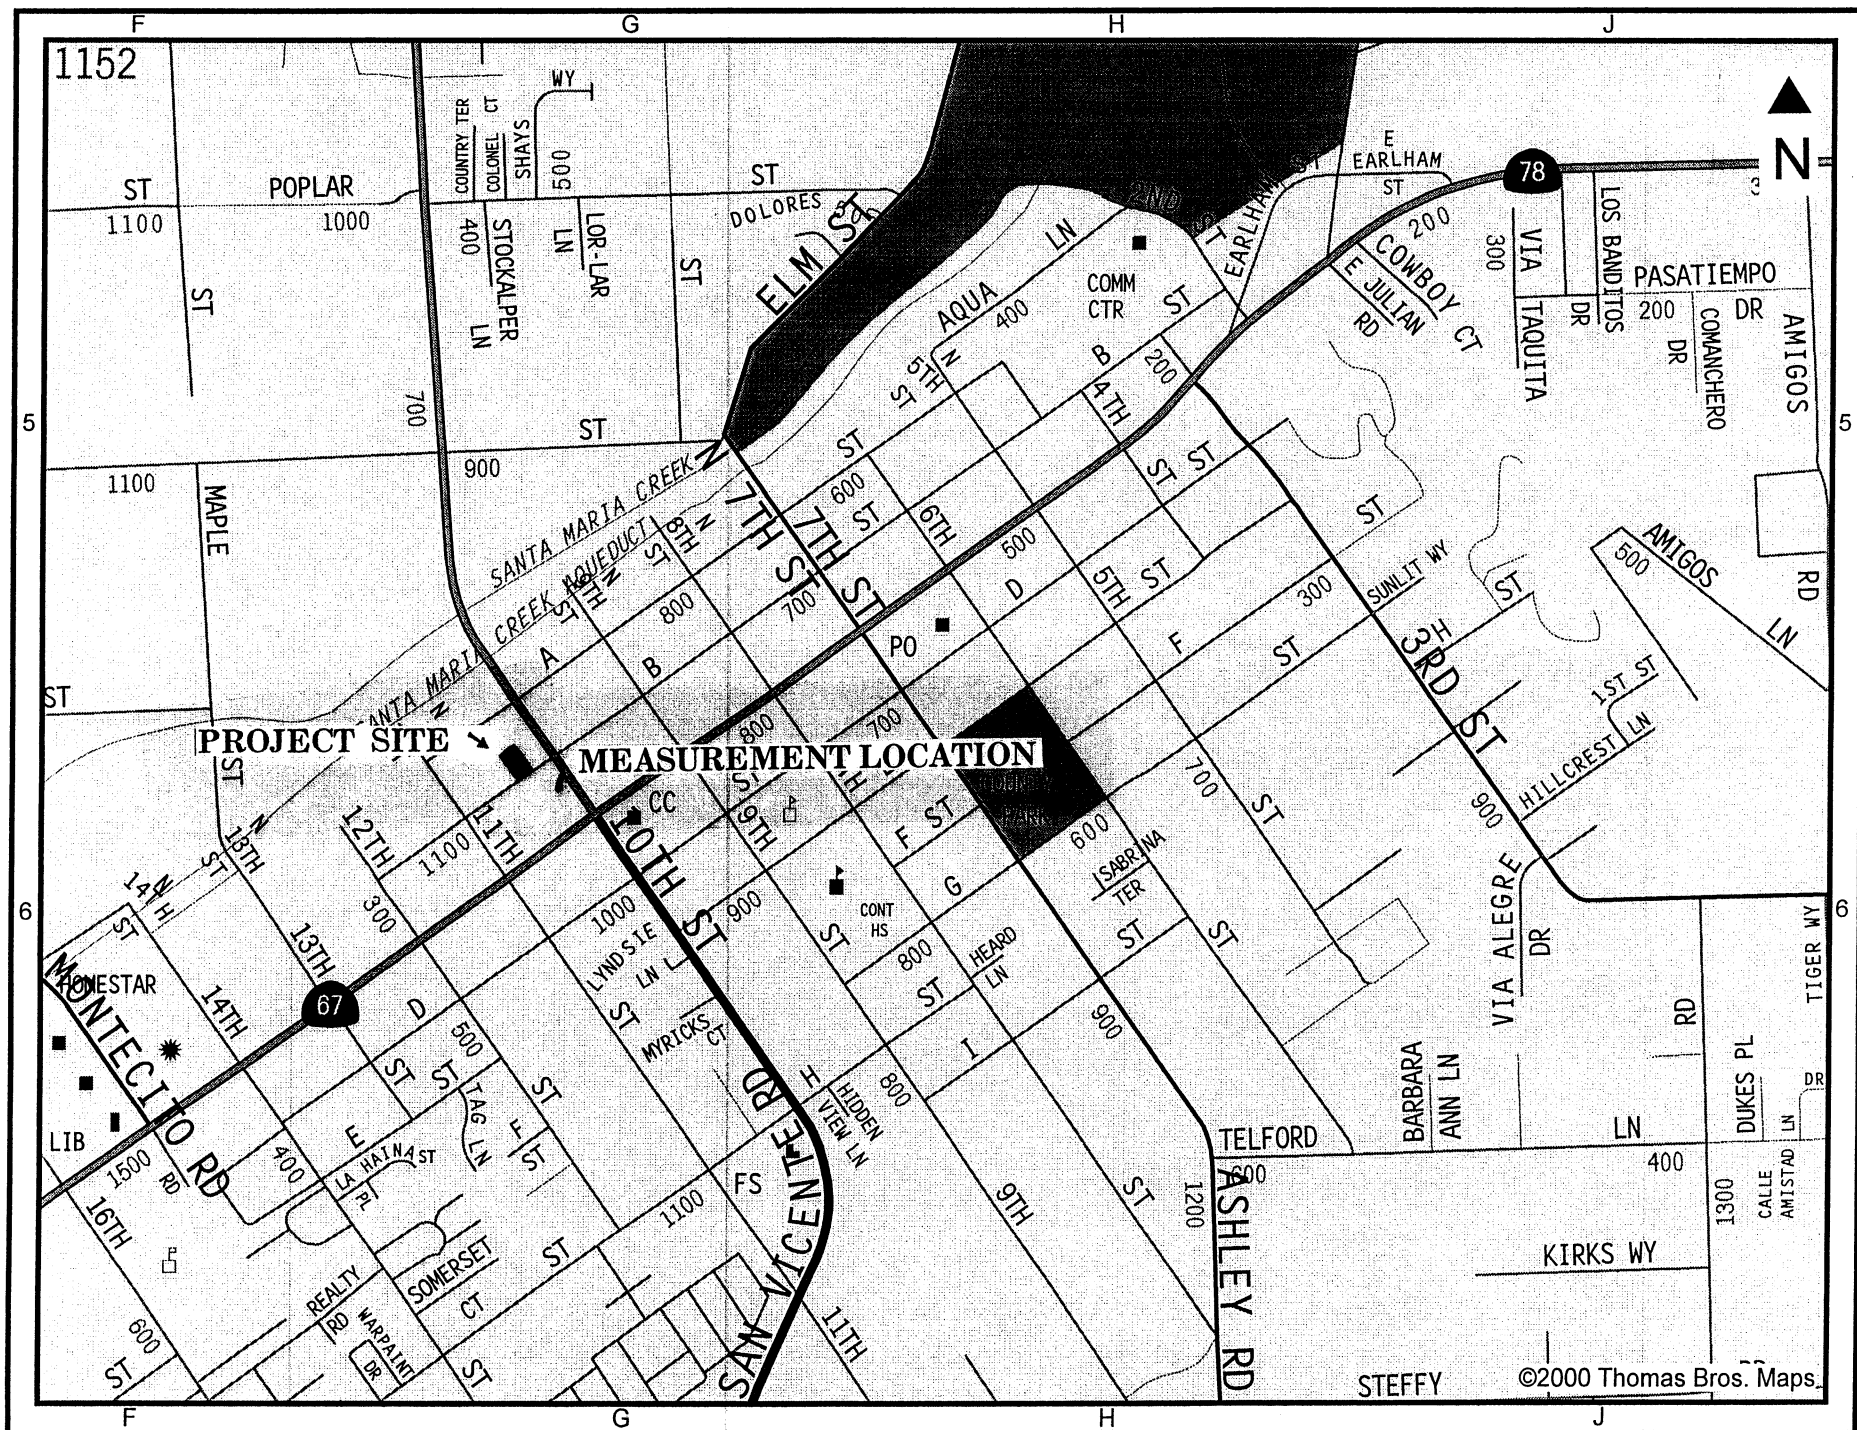 F G H J
1152
WY
COUNTRY TER
COLONEL CT
SHAYS
500
E
EARLHAM
ST
78
N
ST
POPLAR
ST
1100
1000
DOLORES
2ND ST
EARLHAM ST
200
400
STOCKALPER
LN
LOR-LAR
LN
ST
ST
ELM ST
AQUA
LN
400
COMM
CTR
ST
COWBOY CT
E JULIAN
RD
300
VIA
TAQUITA
DR
LOS BANDITOS
PASATIEMPO
200
DR
COMANCHERO
DR
AMIGOS
RD
700
5TH
N
ST
B
4TH
200
5
5
ST
900
1100
MAPLE
ST
SANTA MARIA CREEK
N
7TH ST
7TH ST
ST
600
ST
6TH
500
ST ST
ST
SANTA MARIA CREEK AQUEDUCT
8TH
N
ST
9TH
N
ST
800
700
D
5TH
ST
300
SUNLIT WY
ST
500
AMIGOS
LN
A
B
PO
F
ST
3RD ST
H
1ST ST
HILLCREST LN
ST
N
PROJECT SITE
MEASUREMENT LOCATION
800
700
CC
ST
9TH
PARK
F ST
600
700
ST
900
N
13TH
ST
12TH
1100
11TH
10TH ST
N
14TH
ST
300
13TH
1000
900
CONT
HS
G
ISABRINA
TER
VIA ALEGRE
DR
6
6
LYNDSIE
LN
ST
800
ST
HEARD
LN
ST
ST
TIGER WY
MONTECITO RD
HOMESTAR
14TH
67
D
500
ST
MYRICKS
CT
I
900
RD
ST
ST
TAG LN
ST
H
HIDDEN
VIEW LN
800
BARBARA
ANN LN
DUKES PL
DR
LN
LIB
1500
RD
400
E
LA HAINA ST
PL
F
ST
FS
1100
9TH
ST
TELFORD
LN
600
400
1200
1300
CALLE
AMISTAD
16TH
SAN VICENTE RD
ASHLEY RD
KIRKS WY
REALTY
RD
SOMERSET
CT
ST
WARPAINT
DR
11TH
600
ST
ST
STEFFY
©2000 Thomas Bros. Maps
F G H J